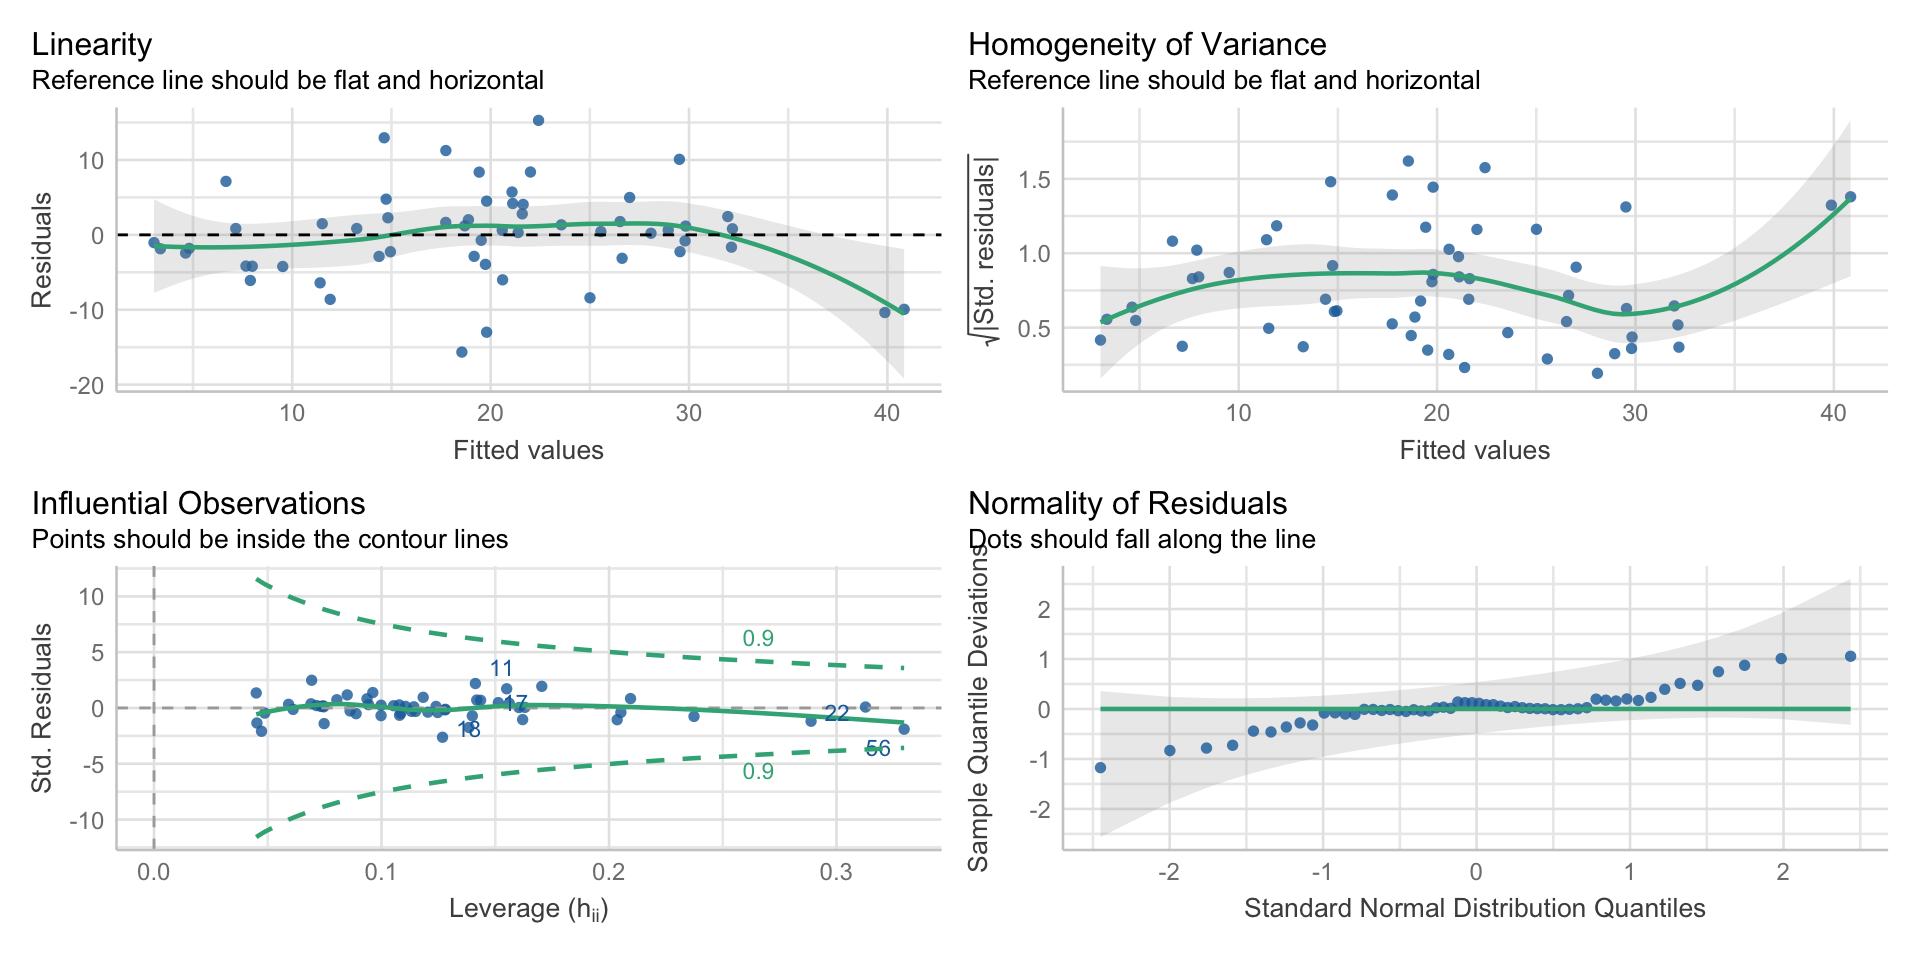 Linearity
Reference line should be flat and horizontal
Residuals
10
0
-10
-20
10
20
30
40
Fitted values
Homogeneity of Variance
Reference line should be flat and horizontal
√|Std. residuals|
1.5
1.0
0.5
10
20
30
40
Fitted values
Influential Observations
Points should be inside the contour lines
Std. Residuals
10
5
0
-5
-10
0.9
11
17
22
18
56
0.9
0.0
0.1
0.2
0.3
Leverage (hᵢᵢ)
Normality of Residuals
Dots should fall along the line
Sample Quantile Deviations
2
1
0
-1
-2
-2
-1
0
1
2
Standard Normal Distribution Quantiles